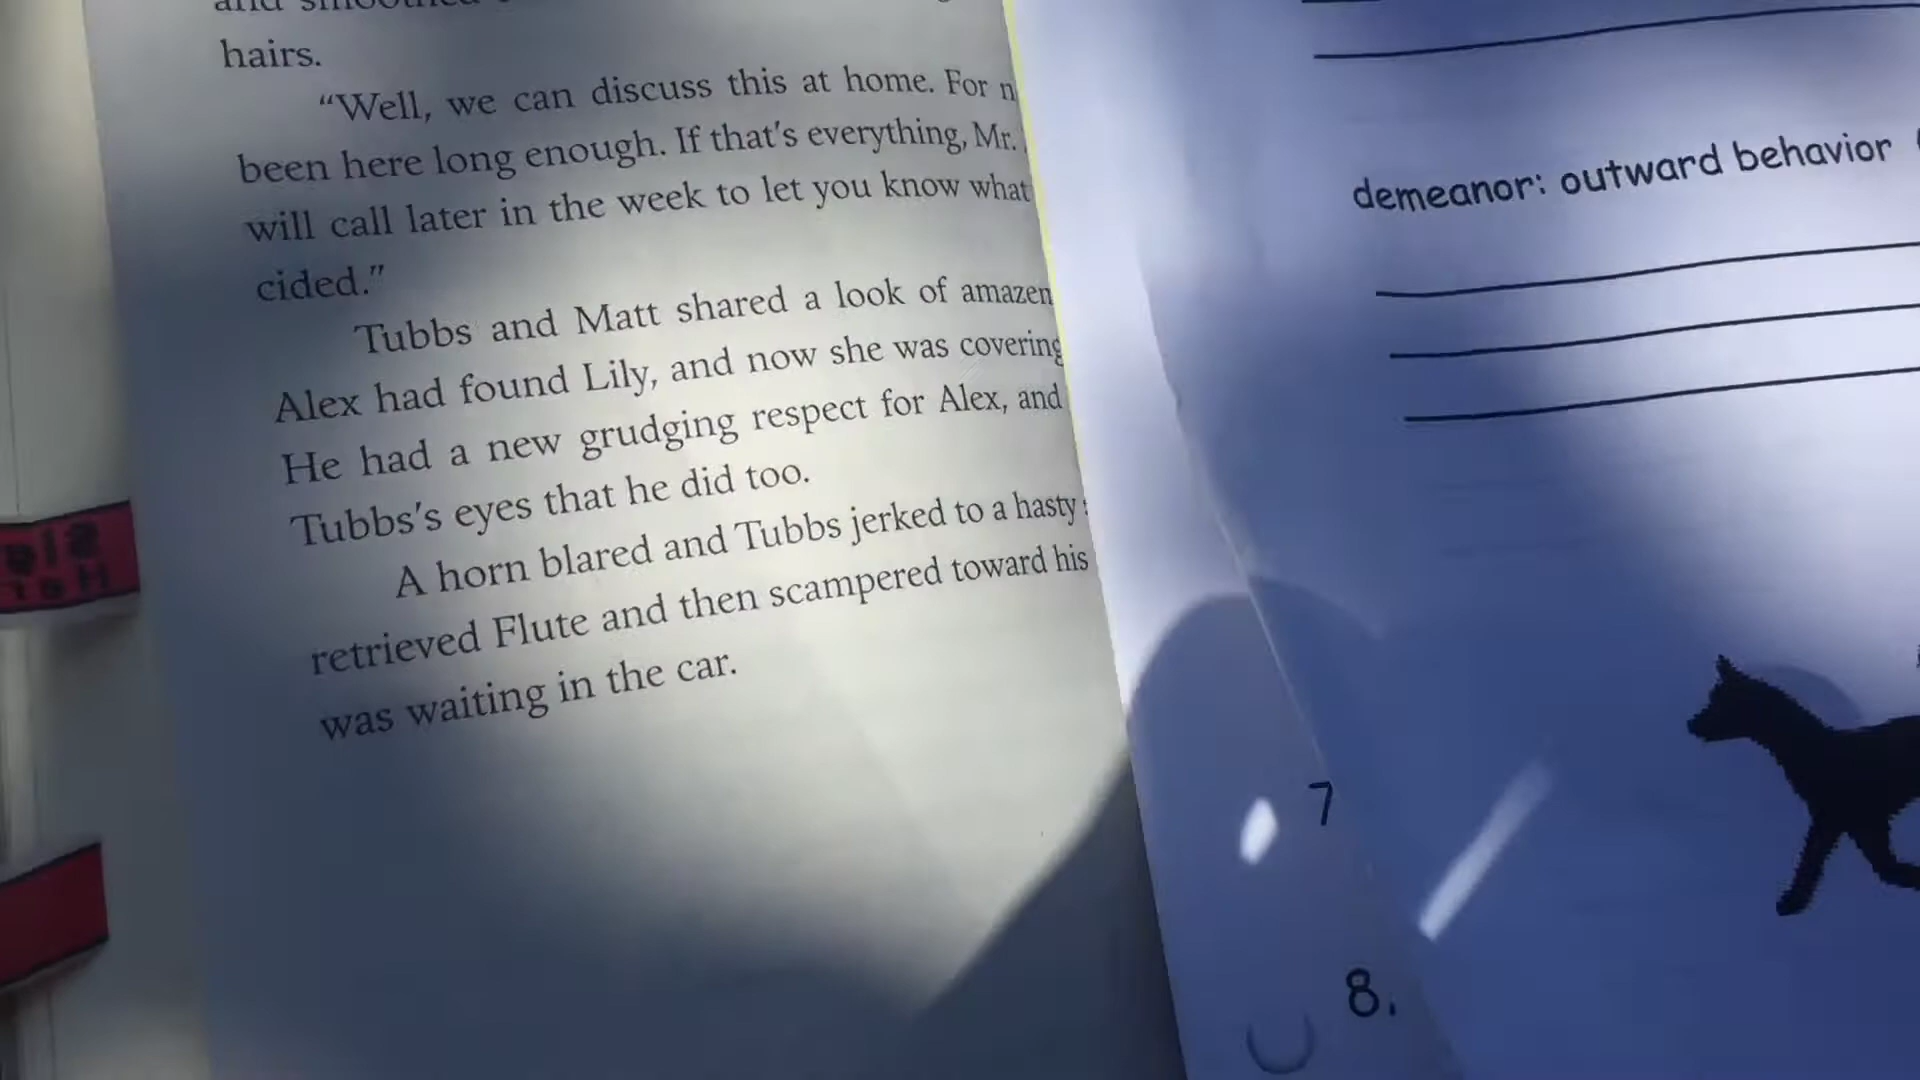 hairs.
“Well, we can discuss this at home. For
been here long enough. If that's everything, Mr.
will call later in the week to let you know what
cided.”
Tubbs and Matt shared a look of
Alex had found Lily, and now she was covering
He had a new grudging respect for Alex, and
Tubbs's eyes that he did too.
A horn blared and Tubbs jerked to a hasty
retrieved Flute and then scampered toward his
was waiting in the car.
demeanor: outward behavior
7
8.